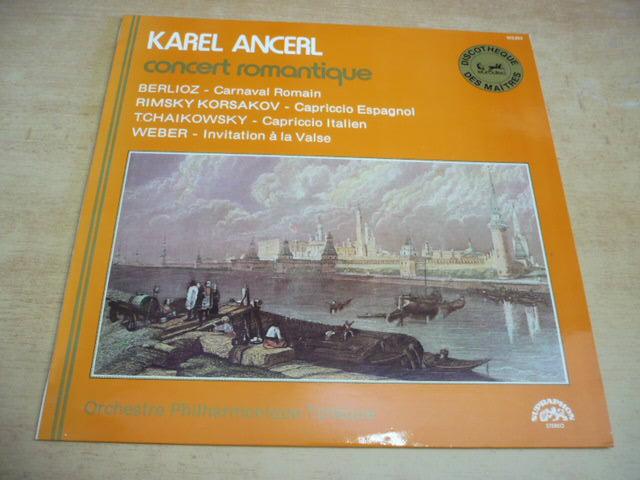 KAREL ANCERL
concert romantique
BERLIOZ - Carnaval Romain
RIMSKY KORSAKOV - Capriccio Espagnol
TCHAIKOWSKY - Capriccio Italien
WEBER - Invitation à la Valse
DISCOTHEQUE
DES MAITRES
Orchestre Philharmonique Tchèque
SUPRAPHON
STEREO